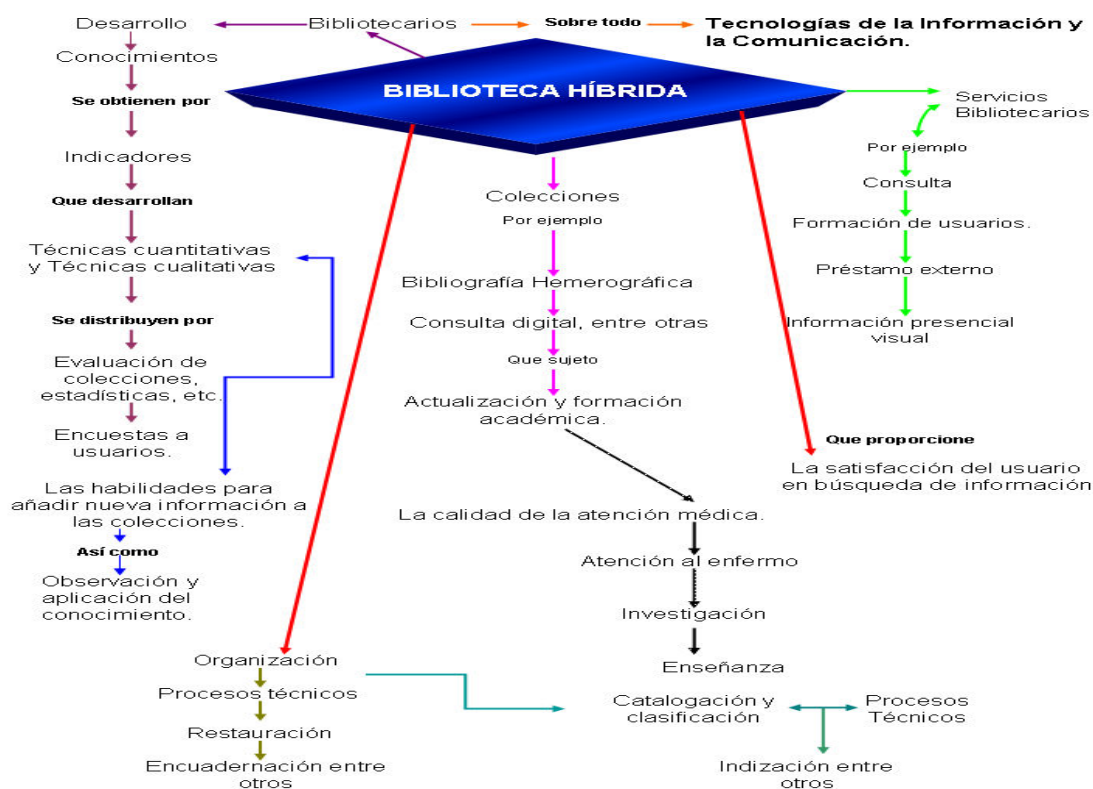 Desarrollo
Bibliotecarios
Sobre todo
Tecnologías de la Información y
la Comunicación.
Conocimientos
Se obtienen por
Indicadores
Que desarrollan
Técnicas cuantitativas
y Técnicas cualitativas
Se distribuyen por
Evaluación de
colecciones,
estadísticas, etc.
Encuestas a
usuarios.
Las habilidades para
añadir nueva información a
las colecciones.
Así como
Observación y
aplicación del
conocimiento.
BIBLIOTECA HÍBRIDA
Colecciones
Por ejemplo
Bibliografía Hemerográfica
Consulta digital, entre otras
Que sujeto
Actualización y formación
académica.
La calidad de la atención médica.
Atención al enfermo
Investigación
Enseñanza
Servicios
Bibliotecarios
Por ejemplo
Consulta
Formación de usuarios.
Préstamo externo
Información presencial
visual
Que proporcione
La satisfacción del usuario
en búsqueda de información
Organización
Procesos técnicos
Restauración
Encuadernación entre
otros
Catalogación y
clasificación
Procesos
Técnicos
Indización entre
otros